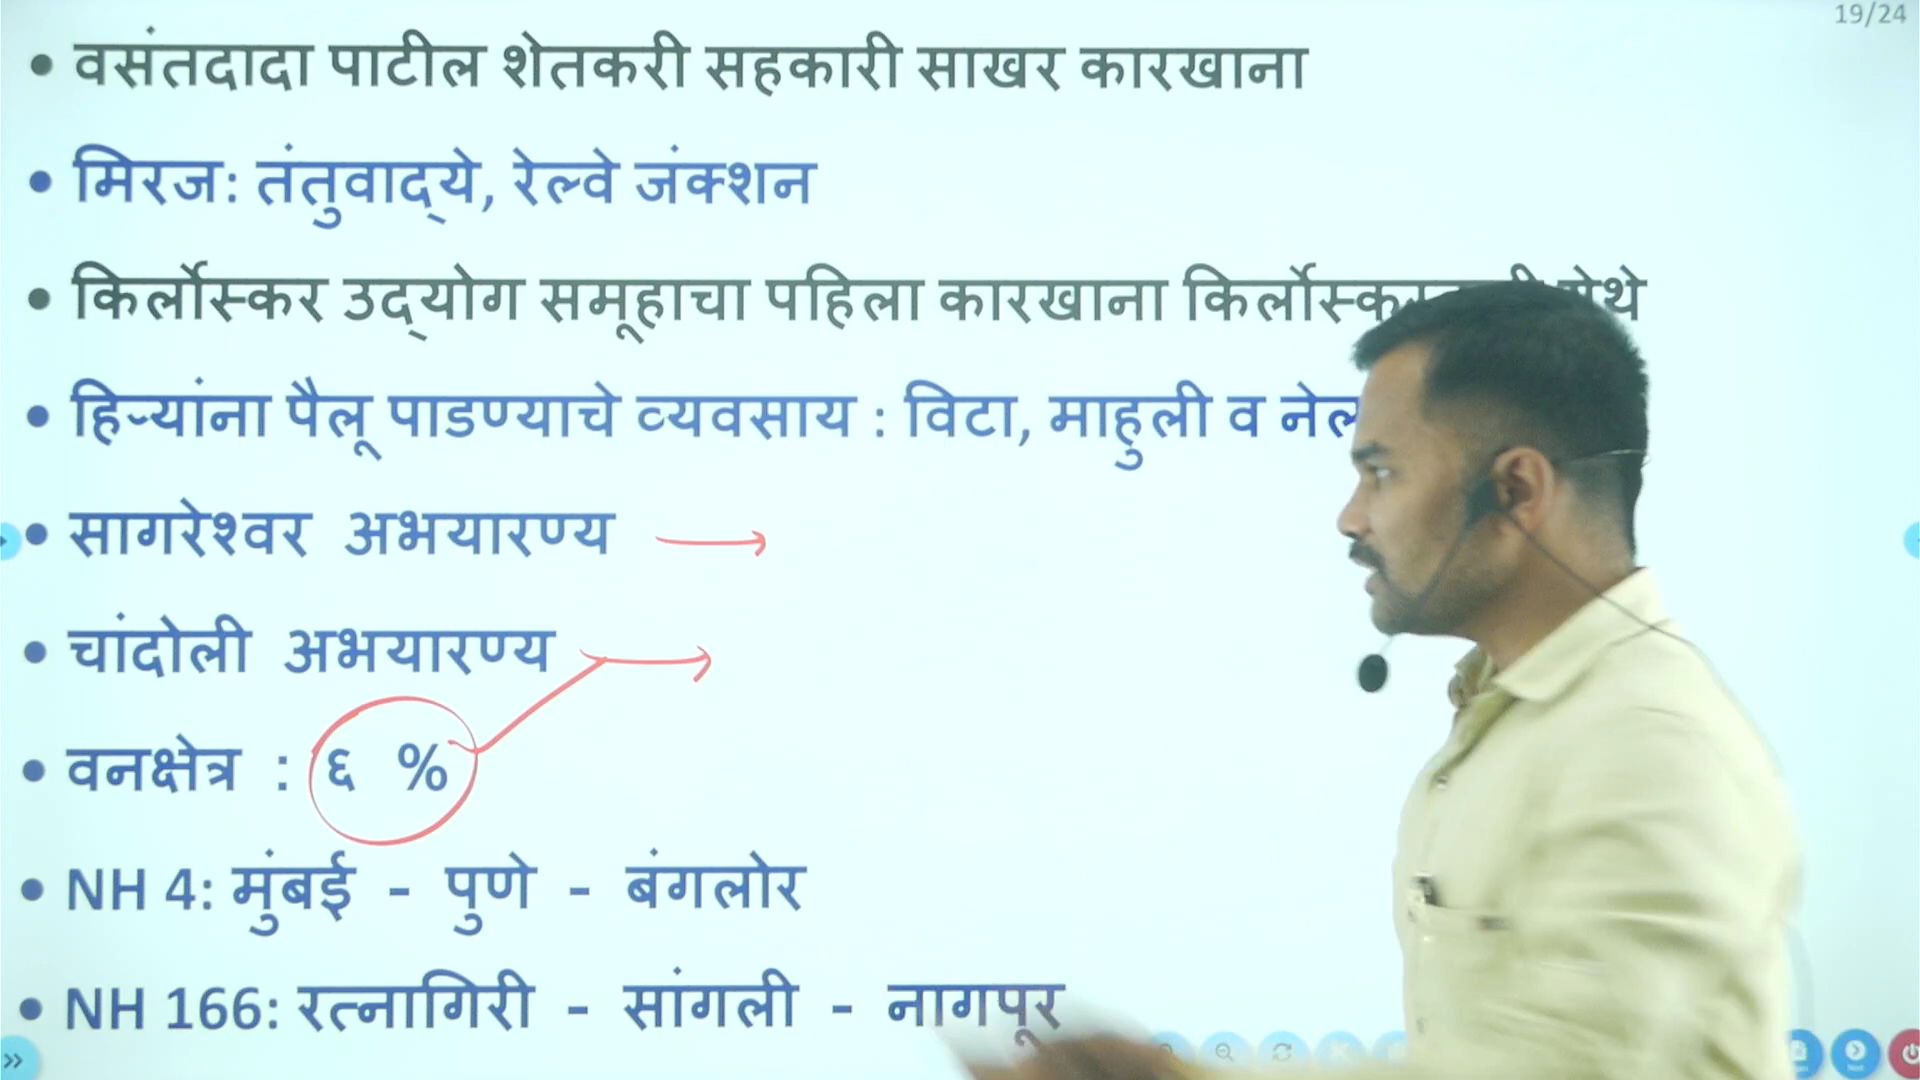 19/24
• वसंतदादा पाटील शेतकरी सहकारी साखर कारखाना
• मिरज: तंतुवाद्ये, रेल्वे जंक्शन
• किर्लोस्कर उद्योग समूहाचा पहिला कारखाना
• हिऱ्यांना पैलू पाडण्याचे व्यवसाय : विटा, माहुली व
• सागरेश्वर अभयारण्य
• चांदोली अभयारण्य
• वनक्षेत्र : ६ %
• NH 4: मुंबई - पुणे - बंगलोर
• NH 166: रत्नागिरी - सांगली - नागपूर